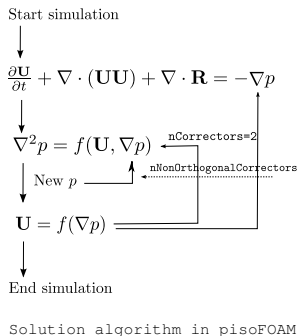 Start simulation
∂U/∂t + ∇ · (UU) + ∇ · R = −∇p
nCorrectors=2
∇²p = f(U, ∇p)
nNonOrthogonalCorrectors
New p
U = f(∇p)
End simulation
Solution algorithm in pisoFOAM